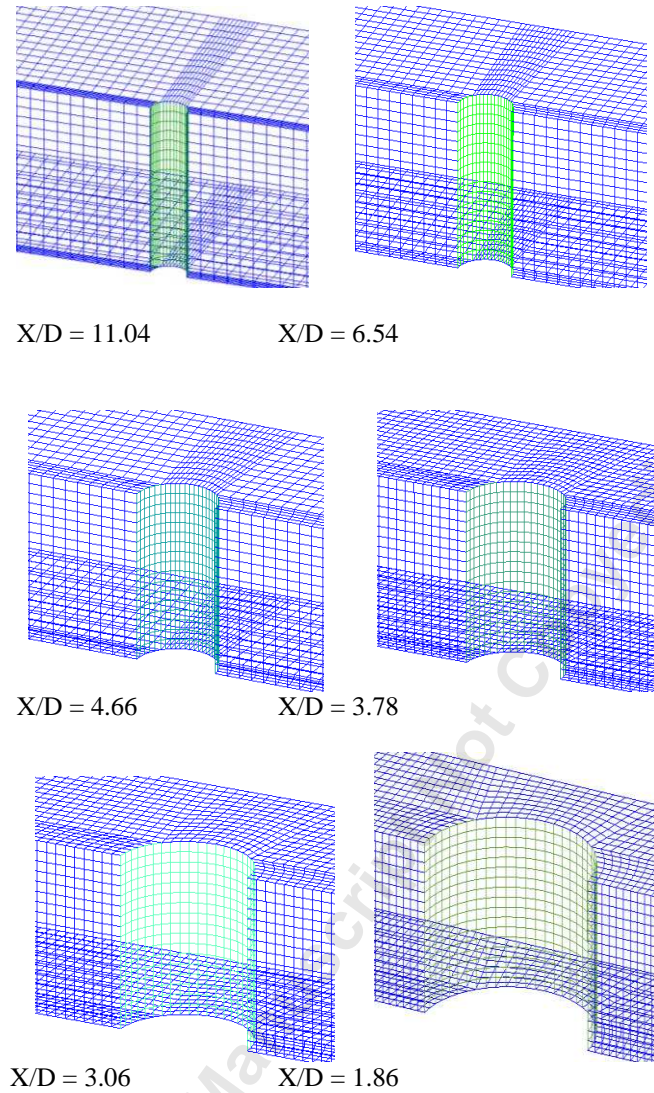 X/D = 11.04 X/D = 6.54
X/D = 4.66 X/D = 3.78
X/D = 3.06 X/D = 1.86